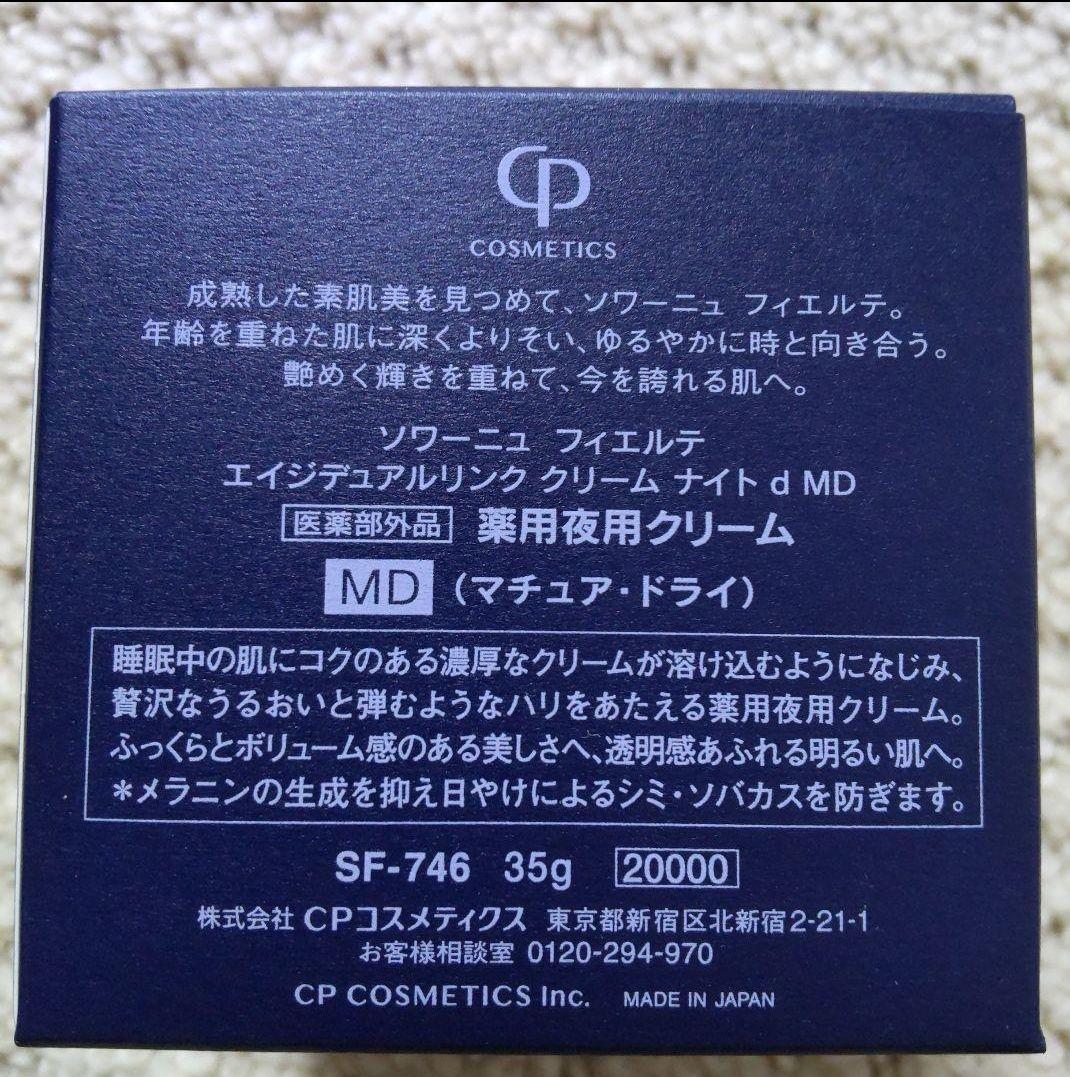 CP
COSMETICS
成熟した素肌美を見つめて、ソワーニュ フィエルテ。
年齢を重ねた肌に深くよりそい、ゆるやかに時と向き合う。
艶めく輝きを重ねて、今を誇れる肌へ。
ソワーニュ フィエルテ
エイジデュアルリンク クリーム ナイト d MD
医薬部外品 薬用夜用クリーム
MD (マチュア・ドライ)
睡眠中の肌にコクのある濃厚なクリームが溶け込むようになじみ、
贅沢なうるおいと弾むようなハリをあたえる薬用夜用クリーム。
ふっくらとボリューム感のある美しさへ、透明感あふれる明るい肌へ。
*メラニンの生成を抑え日やけによるシミ・ソバカスを防ぎます。
SF-746 35g 20000
株式会社 CPコスメティクス 東京都新宿区北新宿2-21-1
お客様相談室 0120-294-970
CP COSMETICS Inc. MADE IN JAPAN